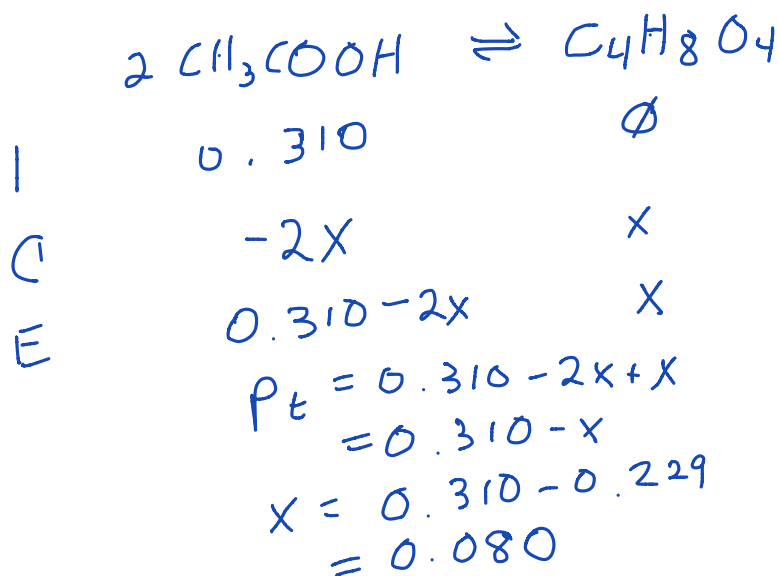 2 CH₃COOH ⇌ C₄H₈O₄
I 0.310 Ø
C -2x x
E 0.310-2x x
Pt = 0.310-2x+x
=0.310-x
x = 0.310-0.229
= 0.080